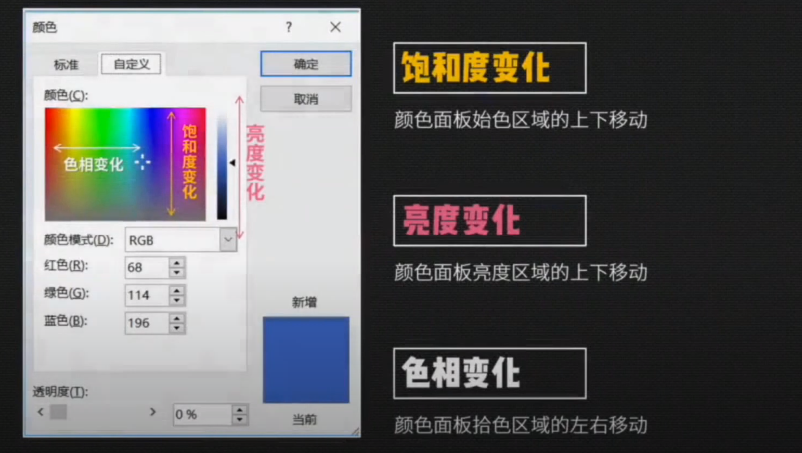 颜色
?
标准
自定义
确定
取消
颜色(C):
色相变化
饱和度变化
亮度变化
颜色模式(D):
RGB
红色(R):
68
绿色(G):
114
蓝色(B):
196
新增
透明度(T):
0 %
当前
饱和度变化
颜色面板始色区域的上下移动
亮度变化
颜色面板亮度区域的上下移动
色相变化
颜色面板拾色区域的左右移动